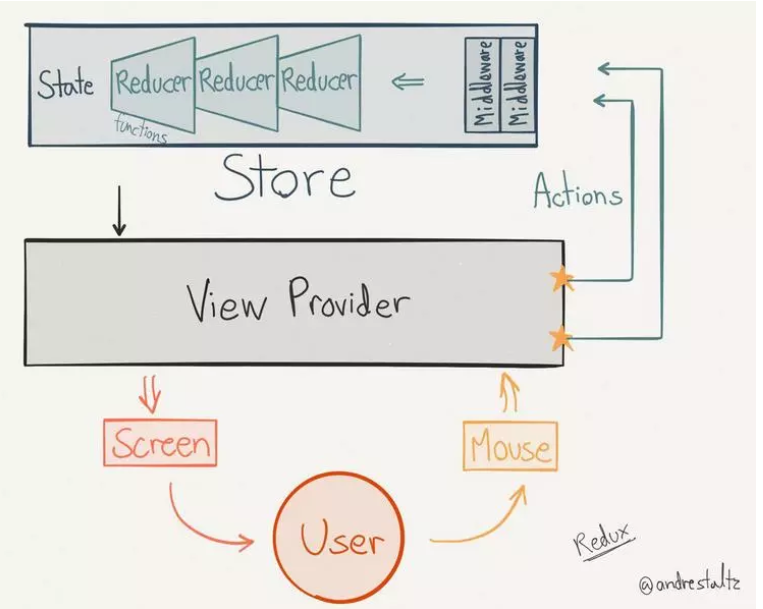 State
Reducer
Reducer
Reducer
functions
Middleware
Middleware
Store
Actions
View Provider
Screen
Mouse
User
Redux
@andrestaltz